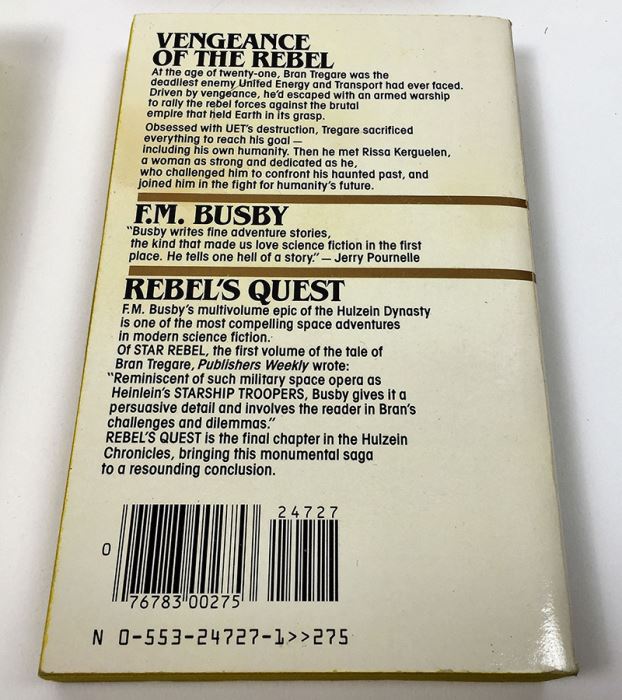 VENGEANCE
OF THE REBEL
At the age of twenty-one, Bran Tregare was the
deadliest enemy United Energy and Transport had ever faced.
Driven by vengeance, he'd escaped with an armed warship
to rally the rebel forces against the brutal
empire that held Earth in its grasp.
Obsessed with UET's destruction, Tregare sacrificed
everything to reach his goal —
including his own humanity. Then he met Rissa Kerguelen,
a woman as strong and dedicated as he,
who challenged him to confront his haunted past, and
joined him in the fight for humanity's future.
F.M. BUSBY
"Busby writes fine adventure stories,
the kind that made us love science fiction in the first
place. He tells one hell of a story." — Jerry Pournelle
REBEL'S QUEST
F.M. Busby's multivolume epic of the Hulzein Dynasty
is one of the most compelling space adventures
in modern science fiction.
Of STAR REBEL, the first volume of the tale of
Bran Tregare, Publishers Weekly wrote:
"Reminiscent of such military space opera as
Heinlein's STARSHIP TROOPERS, Busby gives it a
persuasive detail and involves the reader in Bran's
challenges and dilemmas."
REBEL'S QUEST is the final chapter in the Hulzein
Chronicles, bringing this monumental saga
to a resounding conclusion.
24727
0
76783 00275
N 0-553-24727-1>>275